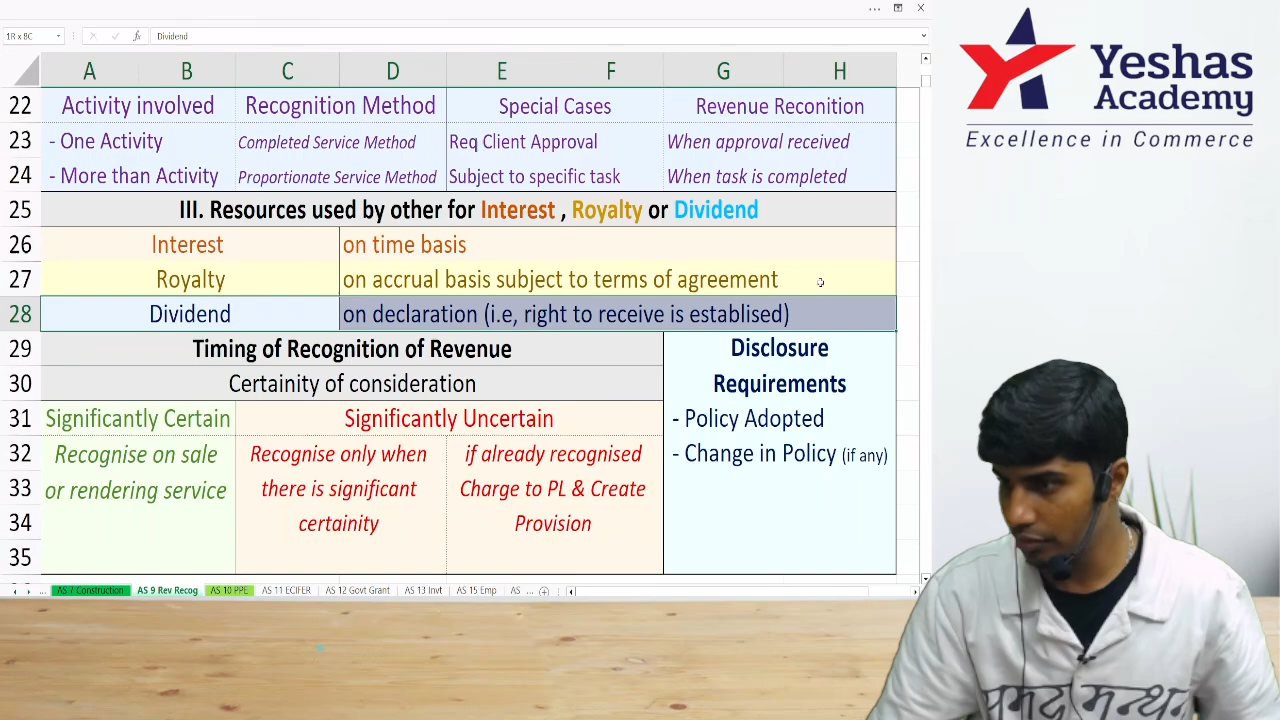 1R x 8C
fx
Dividend
A B C D E F G H
22 Activity involved Recognition Method Special Cases Revenue Reconition
23 - One Activity Completed Service Method Req Client Approval When approval received
24 - More than Activity Proportionate Service Method Subject to specific task When task is completed
25 III. Resources used by other for Interest , Royalty or Dividend
26 Interest on time basis
27 Royalty on accrual basis subject to terms of agreement
28 Dividend on declaration (i.e, right to receive is establised)
29 Timing of Recognition of Revenue Disclosure
30 Certainity of consideration Requirements
31 Significantly Certain Significantly Uncertain - Policy Adopted
32 Recognise on sale Recognise only when if already recognised - Change in Policy (if any)
33 or rendering service there is significant Charge to PL & Create
34 certainity Provision
35
... AS 7 Construction AS 9 Rev Recog AS 10 PPE AS 11 ECIFER AS 12 Govt Grant AS 13 Invt AS 15 Emp AS ...
Yeshas
Academy
Excellence in Commerce